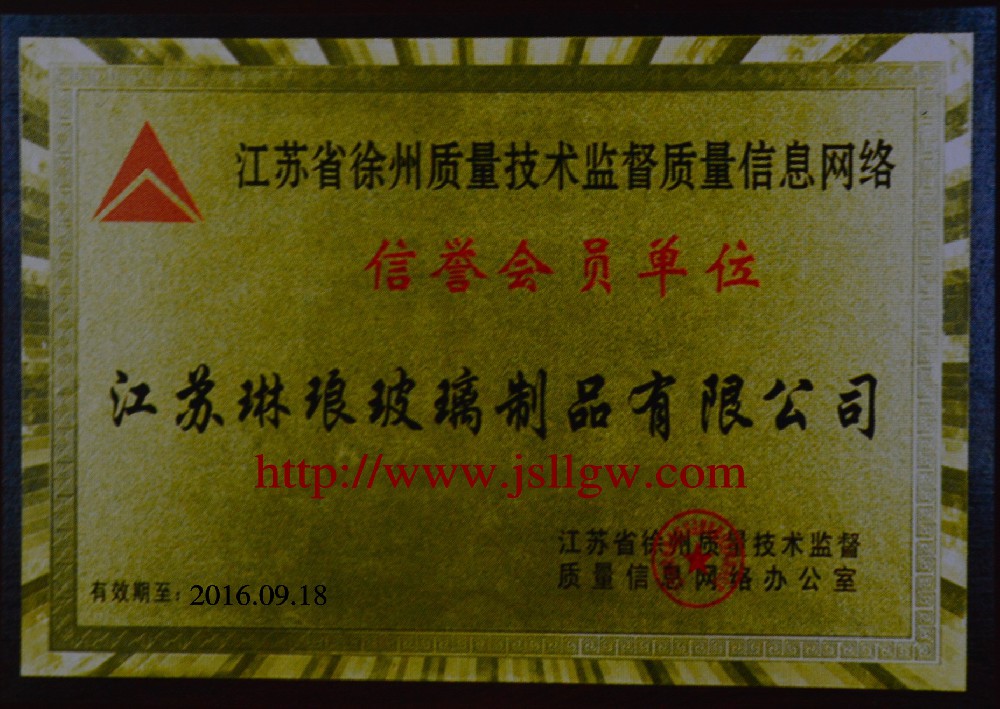 江苏省徐州质量技术监督质量信息网络
信誉会员单位
江苏琳琅玻璃制品有限公司
http://www.jsllgw.com
江苏省徐州质量技术监督
质量信息网络办公室
有效期至：2016.09.18